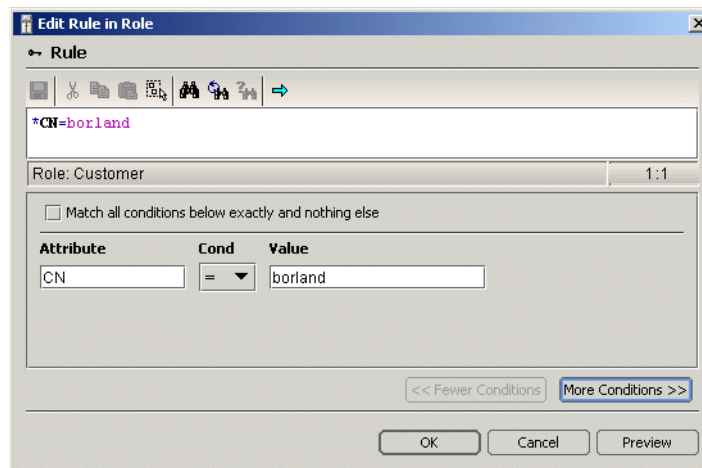 Edit Rule in Role
Rule
*CN=borland
Role: Customer 1:1
Match all conditions below exactly and nothing else
Attribute Cond Value
CN = borland
<< Fewer Conditions More Conditions >>
OK Cancel Preview